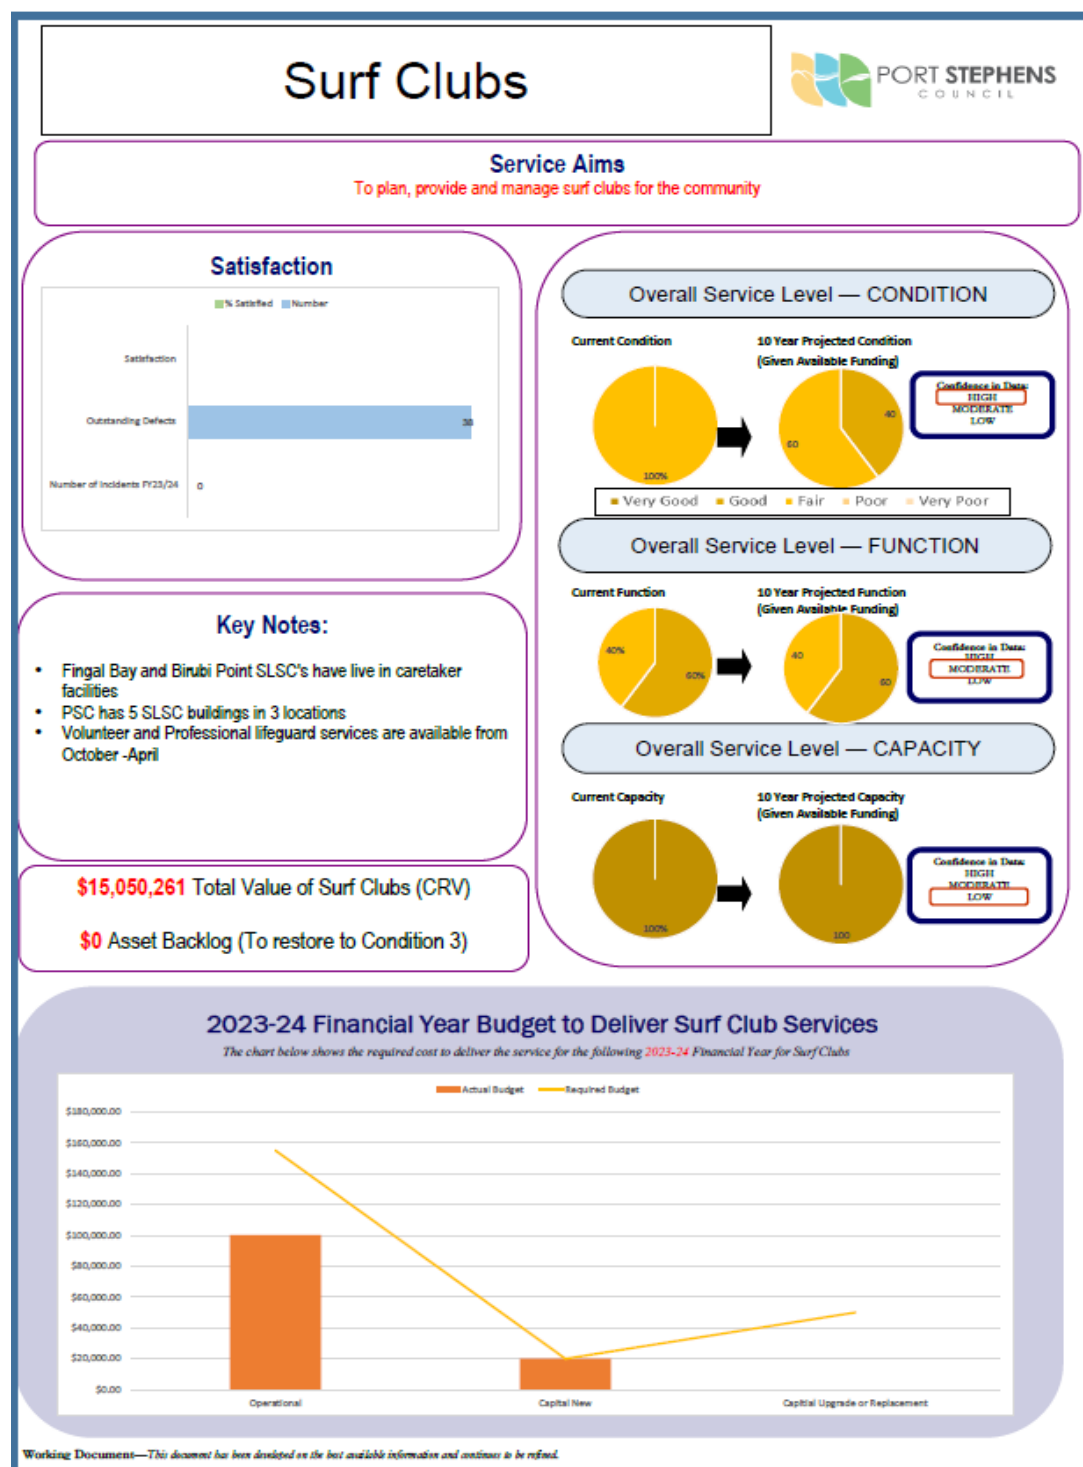 Surf Clubs
PORT STEPHENS
COUNCIL
Service Aims
To plan, provide and manage surf clubs for the community
Satisfaction
% Satisfied Number
Satisfaction
Outstanding Defects
38
Number of Incidents FY23/24
0
Key Notes:
• Fingal Bay and Birubi Point SLSC's have live in caretaker
facilities
• PSC has 5 SLSC buildings in 3 locations
• Volunteer and Professional lifeguard services are available from
October -April
$15,050,261 Total Value of Surf Clubs (CRV)
$0 Asset Backlog (To restore to Condition 3)
Overall Service Level — CONDITION
Current Condition
100%
10 Year Projected Condition
(Given Available Funding)
40
60
Confidence in Data:
HIGH
MODERATE
LOW
Very Good Good Fair Poor Very Poor
Overall Service Level — FUNCTION
Current Function
40%
60%
10 Year Projected Function
(Given Available Funding)
40
60
Confidence in Data:
HIGH
MODERATE
LOW
Overall Service Level — CAPACITY
Current Capacity
100%
10 Year Projected Capacity
(Given Available Funding)
100
Confidence in Data:
HIGH
MODERATE
LOW
2023-24 Financial Year Budget to Deliver Surf Club Services
The chart below shows the required cost to deliver the service for the following 2023-24 Financial Year for Surf Clubs
Actual Budget Required Budget
$180,000.00
$160,000.00
$140,000.00
$120,000.00
$100,000.00
$80,000.00
$60,000.00
$40,000.00
$20,000.00
$0.00
Operational
Capital New
Capitial Upgrade or Replacement
Working Document—This document has been developed on the best available information and continues to be refined.